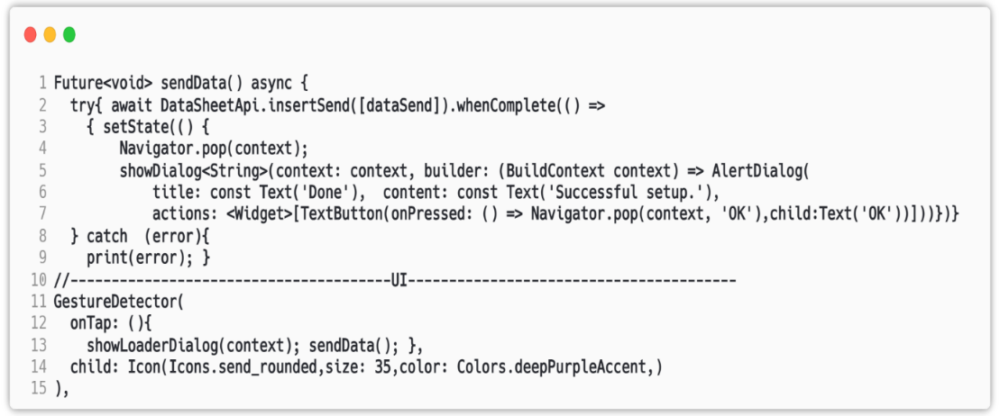 1 Future<void> sendData() async {
2   try{ await DataSheetApi.insertSend([dataSend]).whenComplete(() =>
3     { setState(() {
4         Navigator.pop(context);
5         showDialog<String>(context: context, builder: (BuildContext context) => AlertDialog(
6             title: const Text('Done'),  content: const Text('Successful setup.'),
7             actions: <Widget>[TextButton(onPressed: () => Navigator.pop(context, 'OK'),child:Text('OK'))]))})}
8   } catch  (error){
9     print(error); }
10 //---------------------------------------UI----------------------------------------
11 GestureDetector(
12   onTap: (){
13     showLoaderDialog(context); sendData(); },
14   child: Icon(Icons.send_rounded,size: 35,color: Colors.deepPurpleAccent,)
15 ),